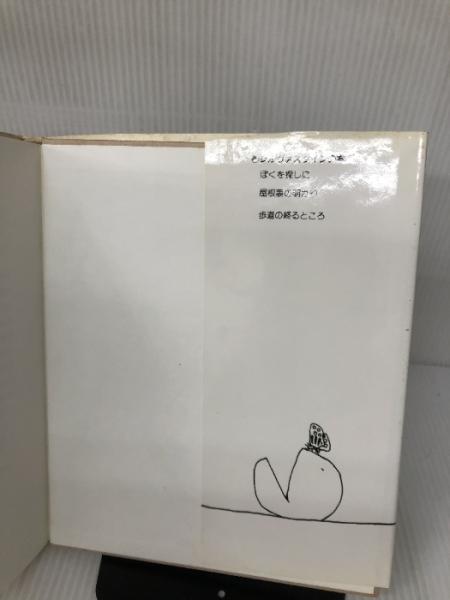 ●シルヴァスタインの本
ぼくを探しに
屋根裏の明かり
歩道の終るところ